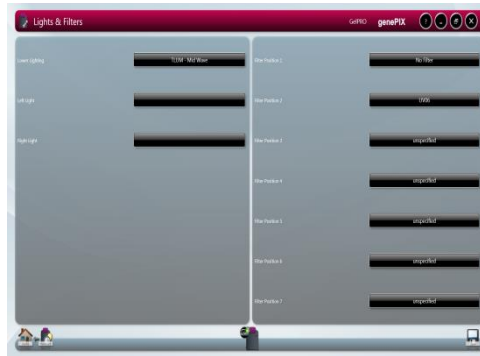 Lights & Filters
GelPRO genePIX
Lower Lighting
TLUM - Mid Wave
Left Light
Right Light
Filter Position 1
No Filter
Filter Position 2
UV06
Filter Position 3
unspecified
Filter Position 4
unspecified
Filter Position 5
unspecified
Filter Position 6
unspecified
Filter Position 7
unspecified